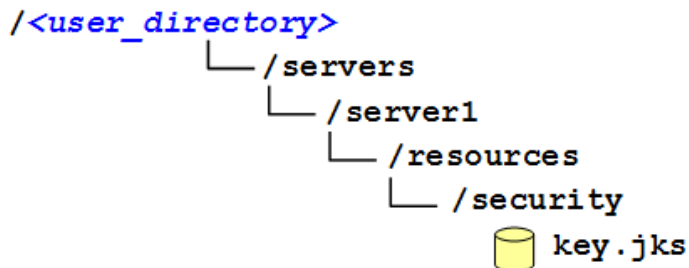 /<user_directory>
/servers
/server1
/resources
/security
key.jks